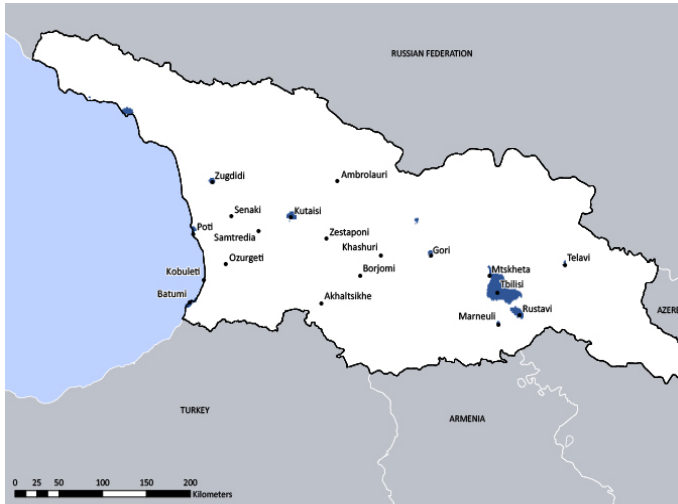 RUSSIAN FEDERATION
Zugdidi
Ambrolauri
Senaki
Kutaisi
Poti
Samtredia
Zestaponi
Khashuri
Gori
Ozurgeti
Telavi
Kobuleti
Borjomi
Mtskheta
Tbilisi
Batumi
Akhaltsikhe
Rustavi
Marneuli
AZERB
TURKEY
ARMENIA
0 25 50 100 150 200
Kilometers